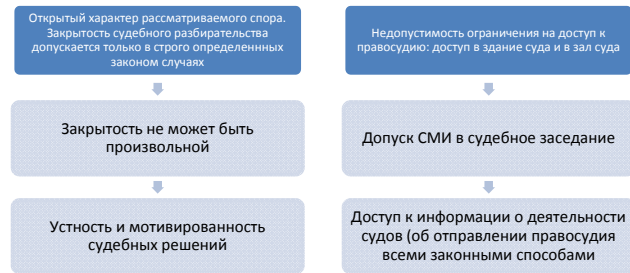 Открытый характер рассматриваемого спора.
Закрытость судебного разбирательства
допускается только в строго определеннных
законом случаях
Закрытость не может быть
произвольной
Устность и мотивированность
судебных решений
Недопустимость ограничения на доступ к
правосудию: доступ в здание суда и в зал суда
Допуск СМИ в судебное заседание
Доступ к информации о деятельности
судов (об отправлении правосудия
всеми законными способами